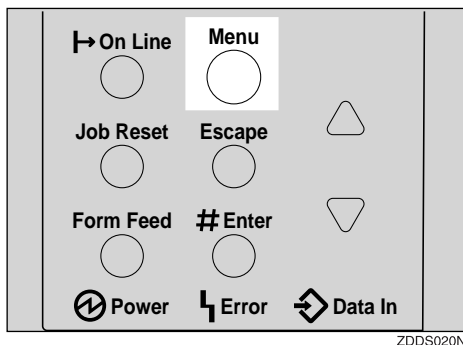 On Line Menu
Job Reset Escape
Form Feed # Enter
Power Error Data In
ZDDS020N